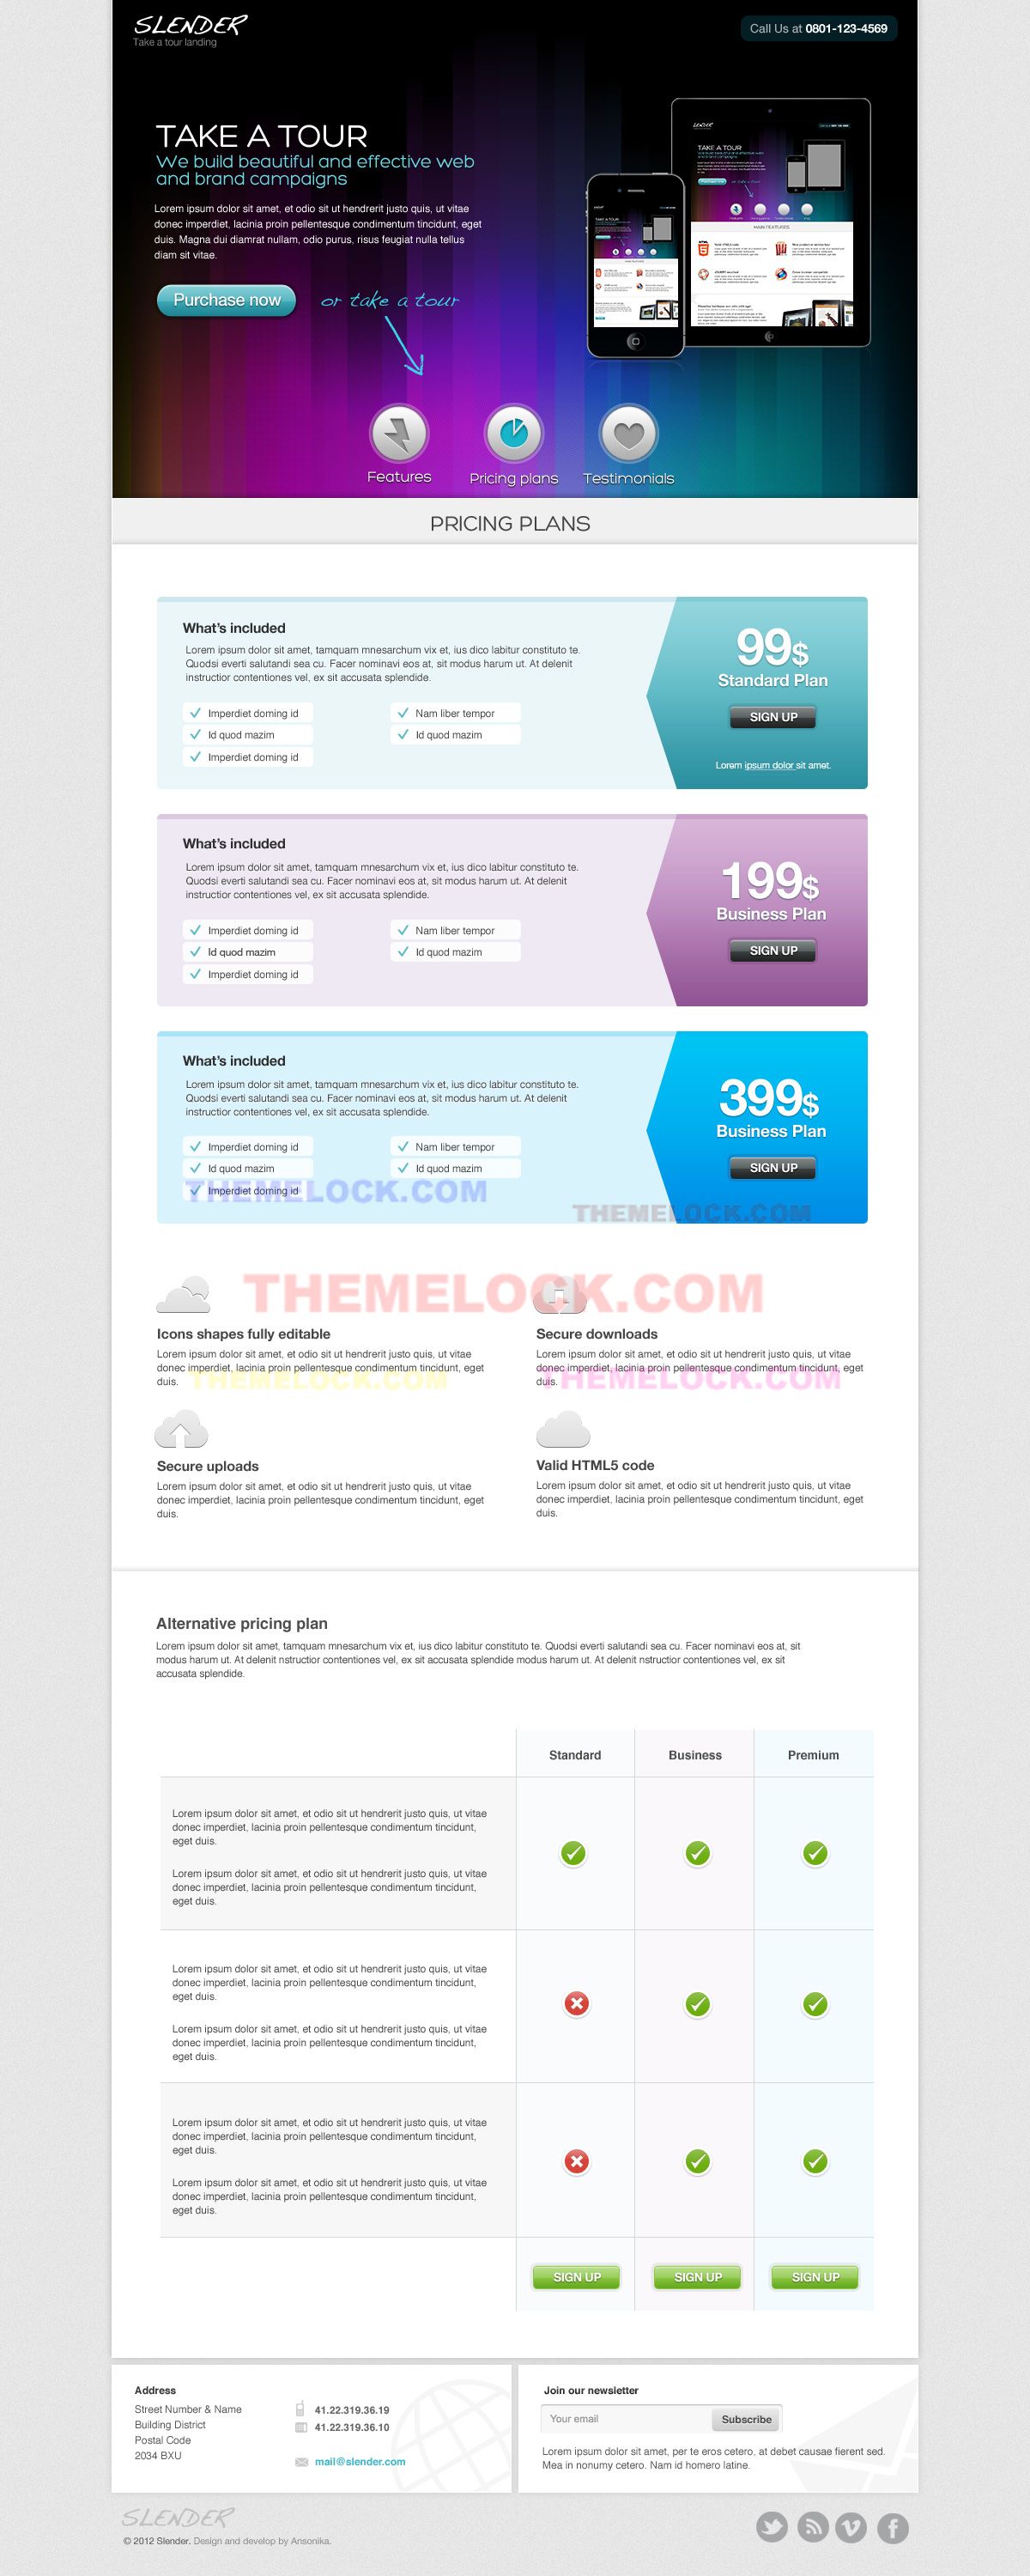 SLENDER
Take a tour landing
Call Us at 0801-123-4569
TAKE A TOUR
We build beautiful and effective web
and brand campaigns
Lorem ipsum dolor sit amet, et odio sit ut hendrerit justo quis, ut vitae
donec imperdiet, lacinia proin pellentesque condimentum tincidunt, eget
duis. Magna dui diamrat nullam, odio purus, risus feugiat nulla tellus
diam sit vitae.
Purchase now
or take a tour
SLENDER
TAKE A TOUR
MAIN FEATURES
Features
Pricing plans
Testimonials
PRICING PLANS
What's included
Lorem ipsum dolor sit amet, tamquam mnesarchum vix et, ius dico labitur constituto te.
Quodsi everti salutandi sea cu. Facer nominavi eos at, sit modus harum ut. At delenit
instructior contentiones vel, ex sit accusata splendide.
Imperdiet doming id
Nam liber tempor
Id quod mazim
Id quod mazim
Imperdiet doming id
99$
Standard Plan
SIGN UP
Lorem ipsum dolor sit amet.
What's included
Lorem ipsum dolor sit amet, tamquam mnesarchum vix et, ius dico labitur constituto te.
Quodsi everti salutandi sea cu. Facer nominavi eos at, sit modus harum ut. At delenit
instructior contentiones vel, ex sit accusata splendide.
Imperdiet doming id
Nam liber tempor
Id quod mazim
Id quod mazim
Imperdiet doming id
199$
Business Plan
SIGN UP
What's included
Lorem ipsum dolor sit amet, tamquam mnesarchum vix et, ius dico labitur constituto te.
Quodsi everti salutandi sea cu. Facer nominavi eos at, sit modus harum ut. At delenit
instructior contentiones vel, ex sit accusata splendide.
Imperdiet doming id
Nam liber tempor
Id quod mazim
Id quod mazim
Imperdiet doming id
THEMELOCK.COM
399$
Business Plan
SIGN UP
THEMELOCK.COM
THEMELOCK.COM
Icons shapes fully editable
Lorem ipsum dolor sit amet, et odio sit ut hendrerit justo quis, ut vitae
donec imperdiet, lacinia proin pellentesque condimentum tincidunt, eget
duis.
THEMELOCK.COM
Secure downloads
Lorem ipsum dolor sit amet, et odio sit ut hendrerit justo quis, ut vitae
donec imperdiet, lacinia proin pellentesque condimentum tincidunt, eget
duis.
THEMELOCK.COM
Secure uploads
Lorem ipsum dolor sit amet, et odio sit ut hendrerit justo quis, ut vitae
donec imperdiet, lacinia proin pellentesque condimentum tincidunt, eget
duis.
Valid HTML5 code
Lorem ipsum dolor sit amet, et odio sit ut hendrerit justo quis, ut vitae
donec imperdiet, lacinia proin pellentesque condimentum tincidunt, eget
duis.
Alternative pricing plan
Lorem ipsum dolor sit amet, tamquam mnesarchum vix et, ius dico labitur constituto te. Quodsi everti salutandi sea cu. Facer nominavi eos at, sit
modus harum ut. At delenit nstructior contentiones vel, ex sit accusata splendide modus harum ut. At delenit nstructior contentiones vel, ex sit
accusata splendide.
Standard
Business
Premium
Lorem ipsum dolor sit amet, et odio sit ut hendrerit justo quis, ut vitae
donec imperdiet, lacinia proin pellentesque condimentum tincidunt,
eget duis.
Lorem ipsum dolor sit amet, et odio sit ut hendrerit justo quis, ut vitae
donec imperdiet, lacinia proin pellentesque condimentum tincidunt,
eget duis.
Lorem ipsum dolor sit amet, et odio sit ut hendrerit justo quis, ut vitae
donec imperdiet, lacinia proin pellentesque condimentum tincidunt,
eget duis.
Lorem ipsum dolor sit amet, et odio sit ut hendrerit justo quis, ut vitae
donec imperdiet, lacinia proin pellentesque condimentum tincidunt,
eget duis.
Lorem ipsum dolor sit amet, et odio sit ut hendrerit justo quis, ut vitae
donec imperdiet, lacinia proin pellentesque condimentum tincidunt,
eget duis.
Lorem ipsum dolor sit amet, et odio sit ut hendrerit justo quis, ut vitae
donec imperdiet, lacinia proin pellentesque condimentum tincidunt,
eget duis.
SIGN UP
SIGN UP
SIGN UP
Address
Street Number & Name
Building District
Postal Code
2034 BXU
41.22.319.36.19
41.22.319.36.10
mail@slender.com
Join our newsletter
Your email
Subscribe
Lorem ipsum dolor sit amet, per te eros cetero, at debet causae fierent sed.
Mea in nonumy cetero. Nam id homero latine.
SLENDER
© 2012 Slender. Design and develop by Ansonika.